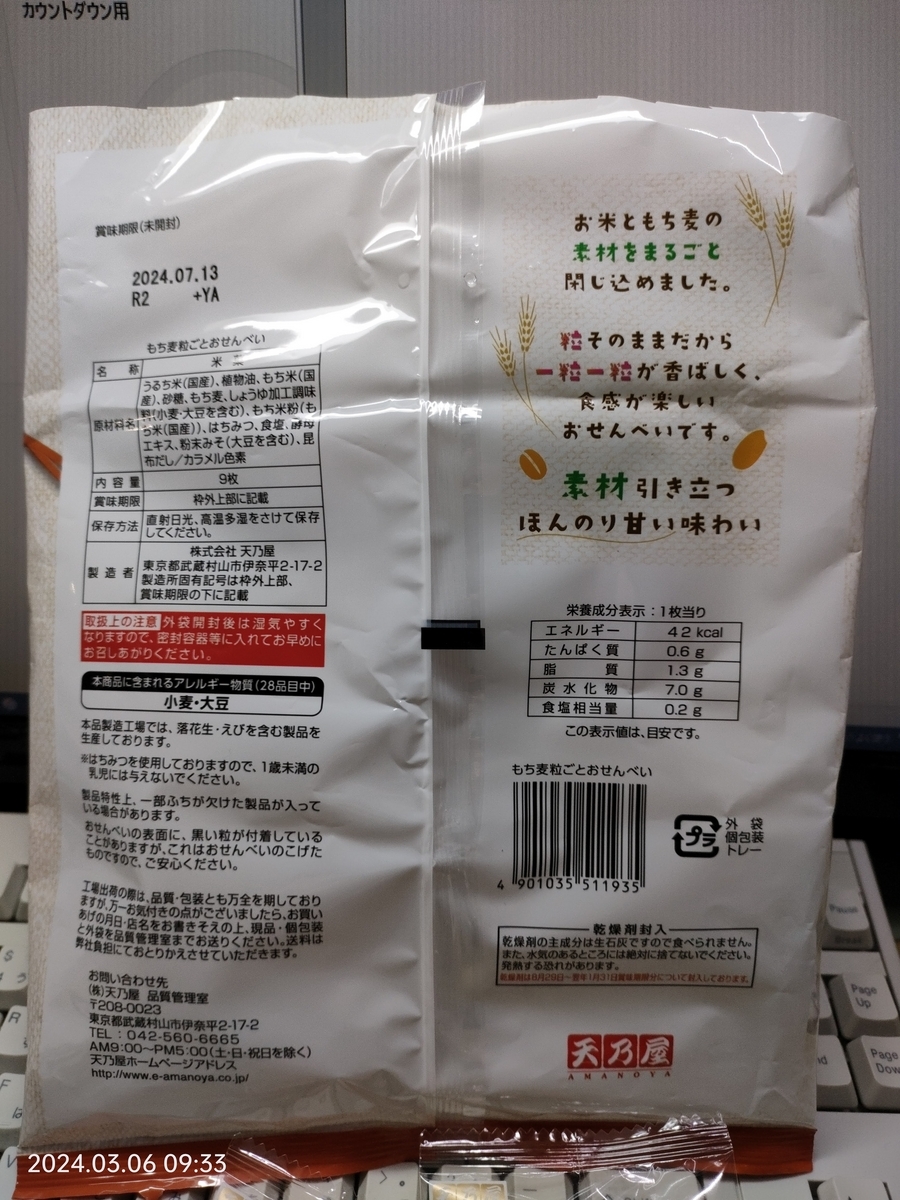 カウントダウン用
賞味期限(未開封)
2024.07.13
R2 +YA
もち麦粒ごとおせんべい
名 称 米 菓
原材料名 うるち米(国産)、植物油、もち米(国
産)、砂糖、もち麦、しょうゆ加工調味
料(小麦・大豆を含む)、もち米粉(も
ち米(国産))、はちみつ、食塩、酵母
エキス、粉末みそ(大豆を含む)、昆
布だし/カラメル色素
内 容 量 9枚
賞味期限 枠外上部に記載
保存方法 直射日光、高温多湿をさけて保存
してください。
製 造 者 株式会社 天乃屋
東京都武蔵村山市伊奈平2-17-2
製造所固有記号は枠外上部、
賞味期限の下に記載
取扱上の注意 外袋開封後は湿気やすく
なりますので、密封容器等に入れてお早めに
お召しあがりください。
本商品に含まれるアレルギー物質(28品目中)
小麦・大豆
本品製造工場では、落花生・えびを含む製品を
生産しております。
※はちみつを使用しておりますので、1歳未満の
乳児には与えないでください。
製品特性上、一部ふちが欠けた製品が入って
いる場合があります。
おせんべいの表面に、黒い粒が付着している
ことがありますが、これはおせんべいのこげた
ものですので、ご安心ください。
工場出荷の際は、品質・包装とも万全を期しており
ますが、万一お気付きの点がございましたら、お買い
あげの月日・店名をお書きそえの上、現品・個包装
と外袋を品質管理室までお送りください。送料は
弊社負担にておとりかえさせていただきます。
お問い合わせ先
(株)天乃屋 品質管理室
〒208-0023
東京都武蔵村山市伊奈平2-17-2
TEL:042-560-6665
AM9:00〜PM5:00(土・日・祝日を除く)
天乃屋ホームページアドレス
http://www.e-amanoya.co.jp/
お米ともち麦の
素材をまるごと
閉じ込めました。
粒そのままだから
一粒一粒が香ばしく、
食感が楽しい
おせんべいです。
素材引き立つ
ほんのり甘い味わい
栄養成分表示:1枚当り
エネルギー 42 kcal
たんぱく質 0.6 g
脂 質 1.3 g
炭水化物 7.0 g
食塩相当量 0.2 g
この表示値は、目安です。
もち麦粒ごとおせんべい
4 901035 511935
プラ
外 袋
個包装
トレー
乾燥剤封入
乾燥剤の主成分は生石灰ですので食べられません。
また、水気のあるところには絶対に捨てないでください。
発熱する恐れがあります。
乾燥剤は8月29日〜翌年1月31日賞味期限分について封入しております。
天乃屋
AMANOYA
Pause
Break
Page
Up
Page
2024.03.06 09:33